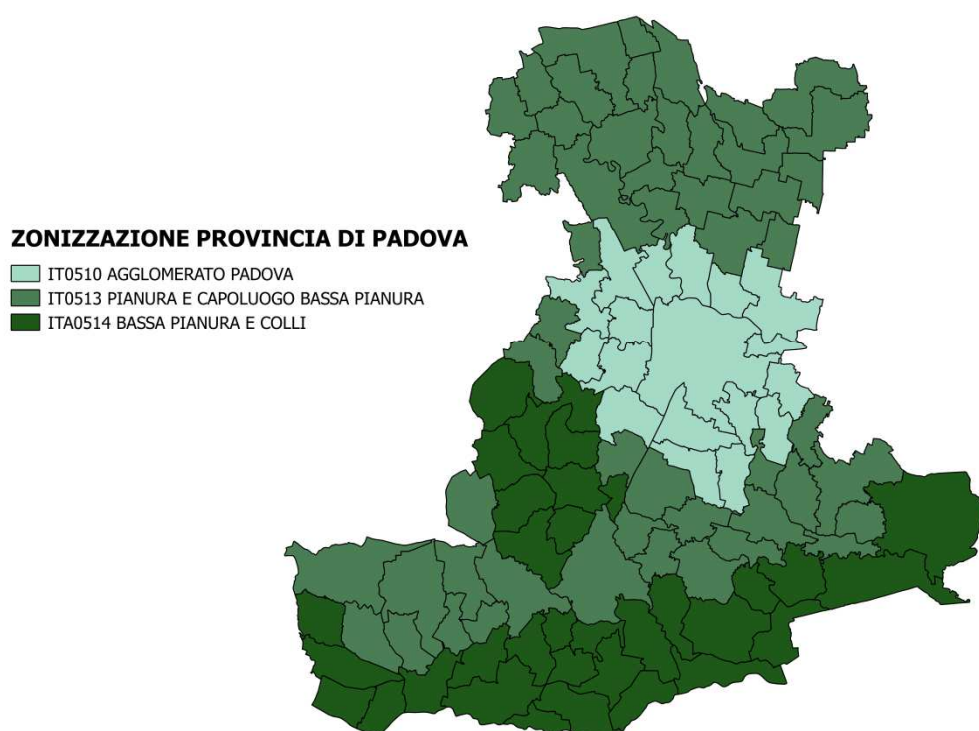 ZONIZZAZIONE PROVINCIA DI PADOVA
IT0510 AGGLOMERATO PADOVA
IT0513 PIANURA E CAPOLUOGO BASSA PIANURA
ITA0514 BASSA PIANURA E COLLI